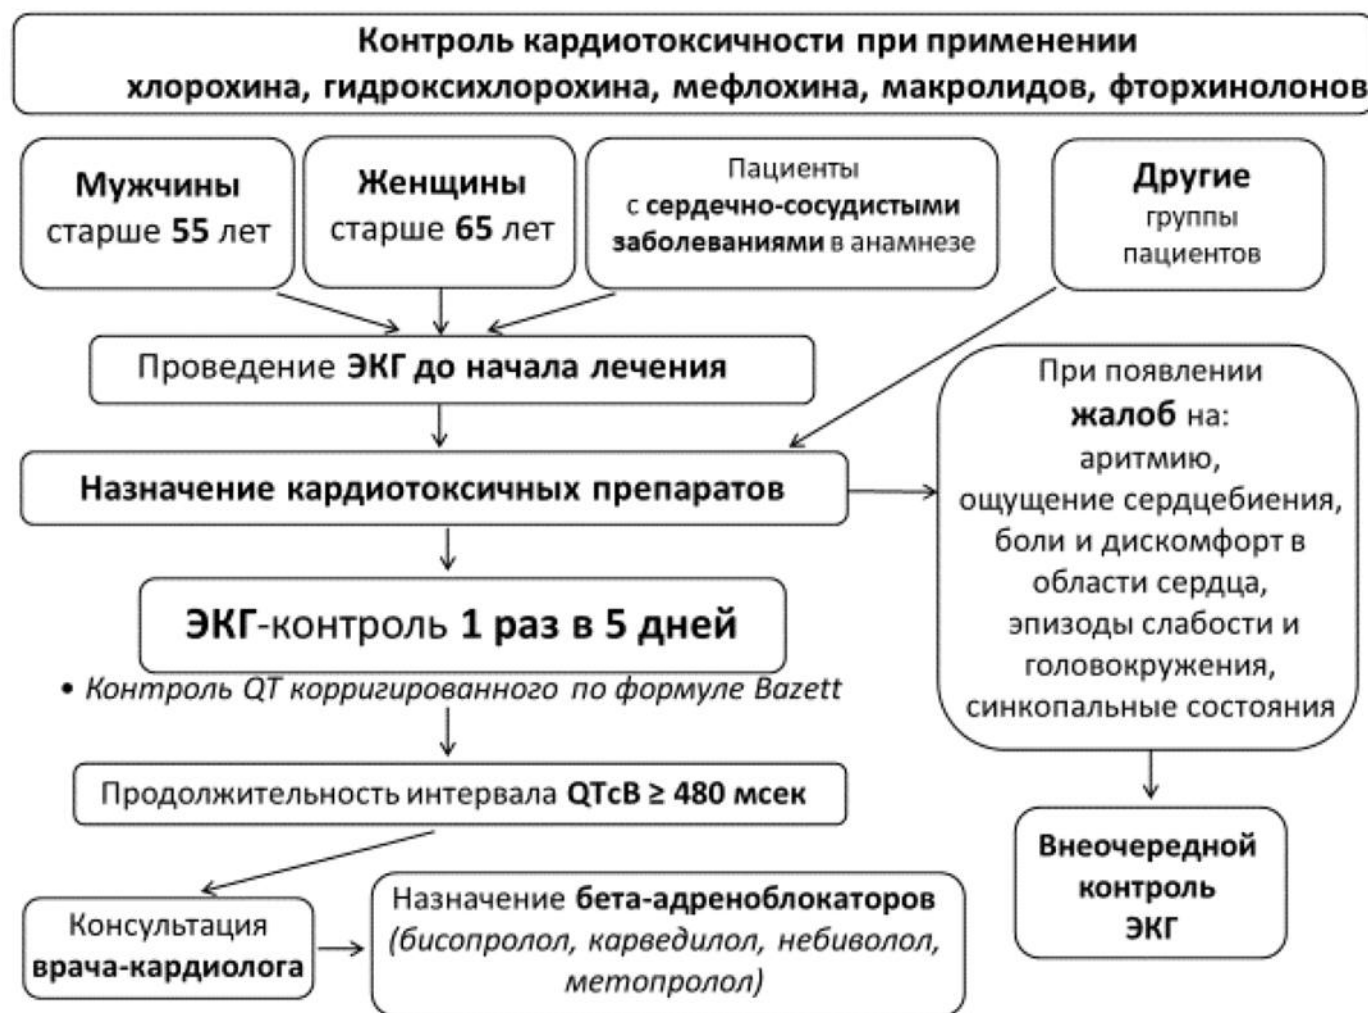 Контроль кардиотоксичности при применении
хлорохина, гидроксихлорохина, мефлохина, макролидов, фторхинолонов
Мужчины
старше 55 лет
Женщины
старше 65 лет
Пациенты
с сердечно-сосудистыми
заболеваниями в анамнезе
Другие
группы
пациентов
Проведение ЭКГ до начала лечения
Назначение кардиотоксичных препаратов
При появлении
жалоб на:
аритмию,
ощущение сердцебиения,
боли и дискомфорт в
области сердца,
эпизоды слабости и
головокружения,
синкопальные состояния
ЭКГ-контроль 1 раз в 5 дней
• Контроль QT корригированного по формуле Bazett
Продолжительность интервала QTcB ≥ 480 мсек
Внеочередной
контроль
ЭКГ
Консультация
врача-кардиолога
Назначение бета-адреноблокаторов
(бисопролол, карведилол, небиволол,
метопролол)